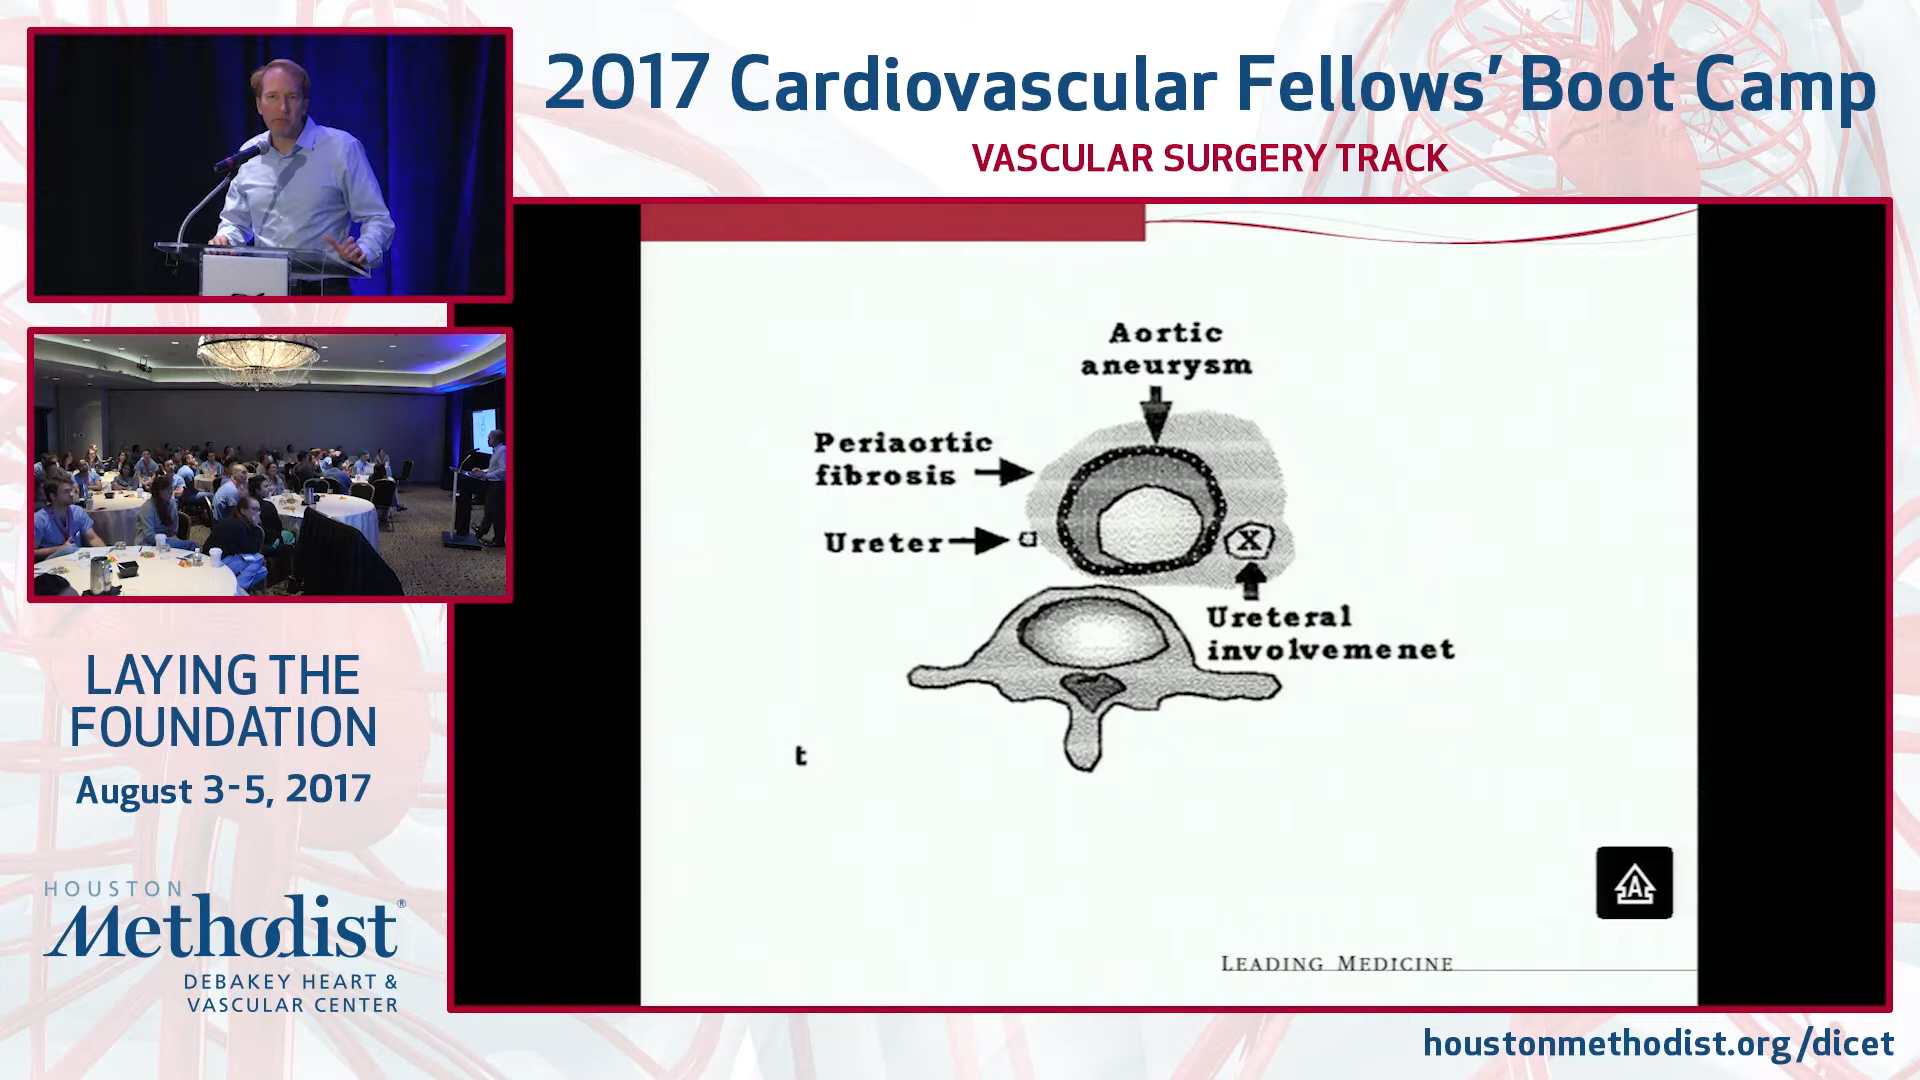 2017 Cardiovascular Fellows’ Boot Camp
VASCULAR SURGERY TRACK
Aortic
aneurysm
Periaortic
fibrosis
Ureter
X
Ureteral
involvemenet
t
A
LEADING MEDICINE
LAYING THE
FOUNDATION
August 3-5, 2017
HOUSTON
Methodist®
DEBAKEY HEART &
VASCULAR CENTER
houstonmethodist.org/dicet